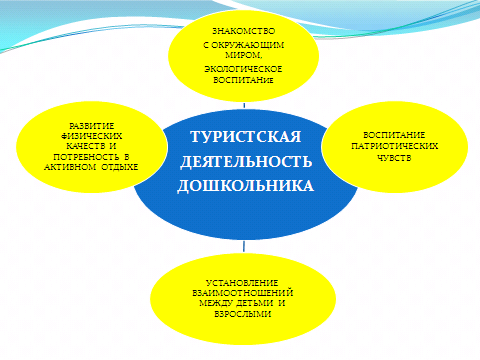 ЗНАКОМСТВО
С ОКРУЖАЮЩИМ
МИРОМ,
ЭКОЛОГИЧЕСКОЕ
ВОСПИТАНИЕ
РАЗВИТИЕ
ФИЗИЧЕСКИХ
КАЧЕСТВ И
ПОТРЕБНОСТЬ В
АКТИВНОМ ОТДЫХЕ
ТУРИСТСКАЯ
ДЕЯТЕЛЬНОСТЬ
ДОШКОЛЬНИКА
ВОСПИТАНИЕ
ПАТРИОТИЧЕСКИХ
ЧУВСТВ
УСТАНОВЛЕНИЕ
ВЗАИМООТНОШЕНИЙ
МЕЖДУ ДЕТЬМИ И
ВЗРОСЛЫМИ